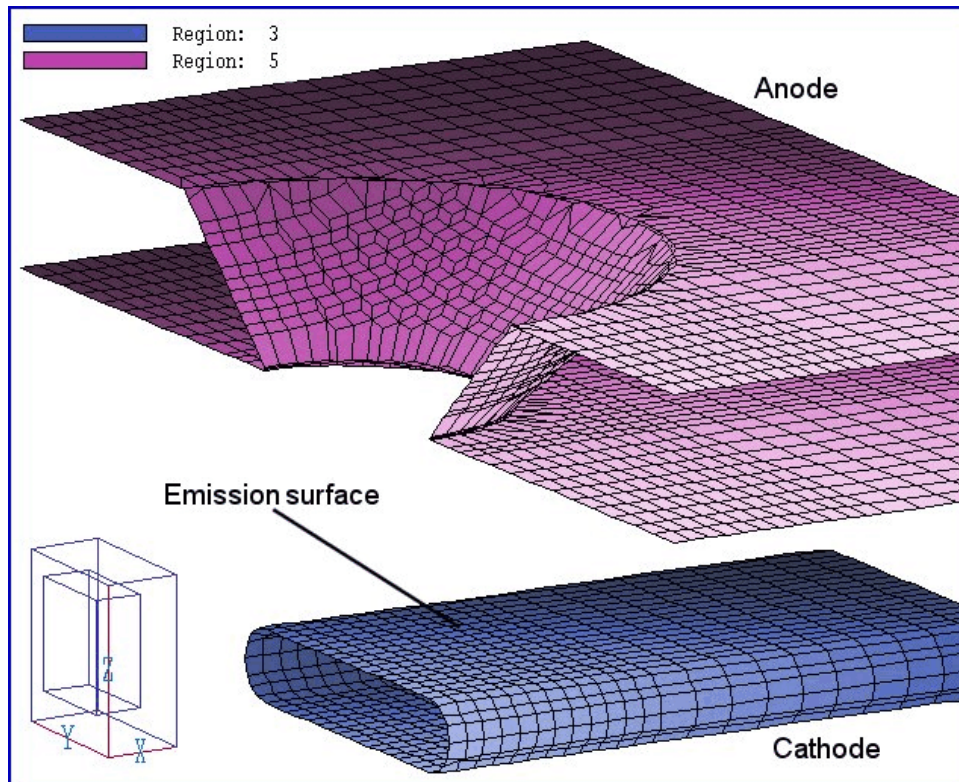 Region: 3
Region: 5
Anode
Emission surface
Z
Y
X
Cathode